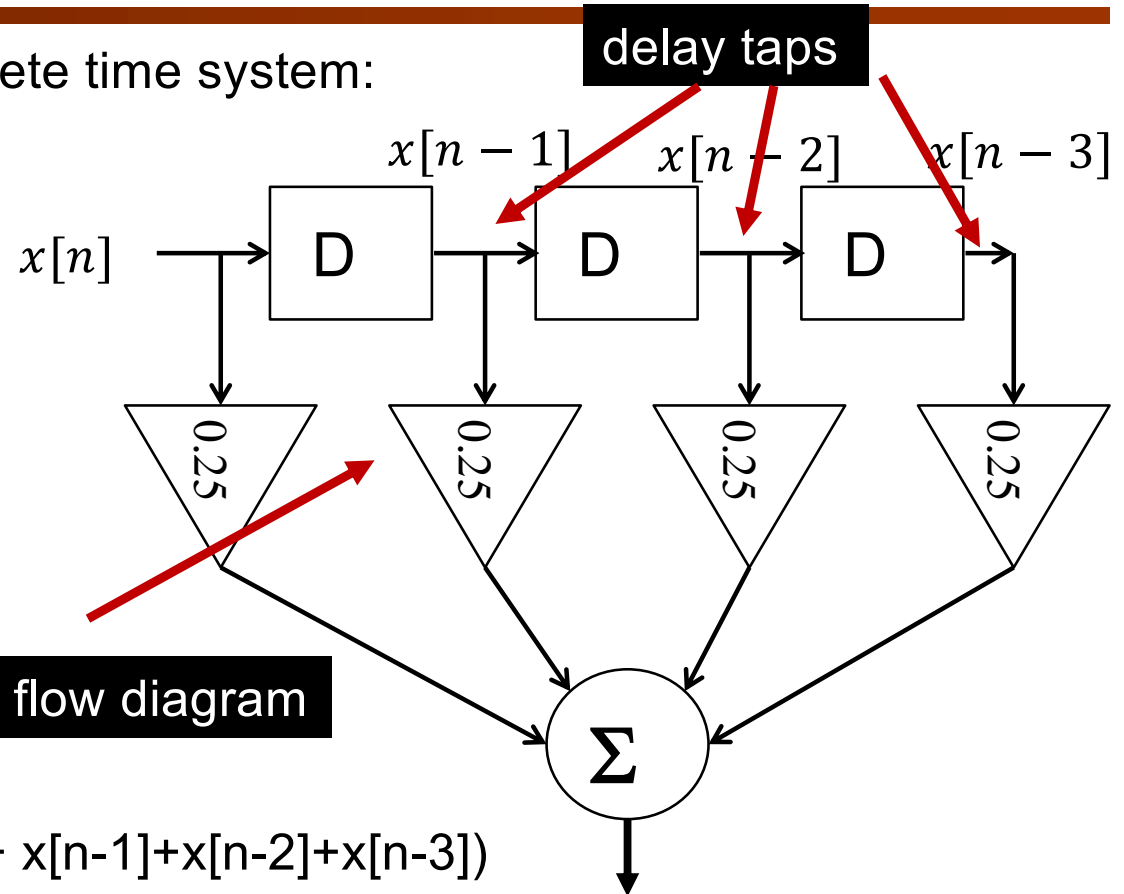 delay taps
ete time system:
x[n − 1] x[n − 2] x[n − 3]
x[n] D D D
0.25 0.25 0.25 0.25
flow diagram
Σ
x[n-1]+x[n-2]+x[n-3])